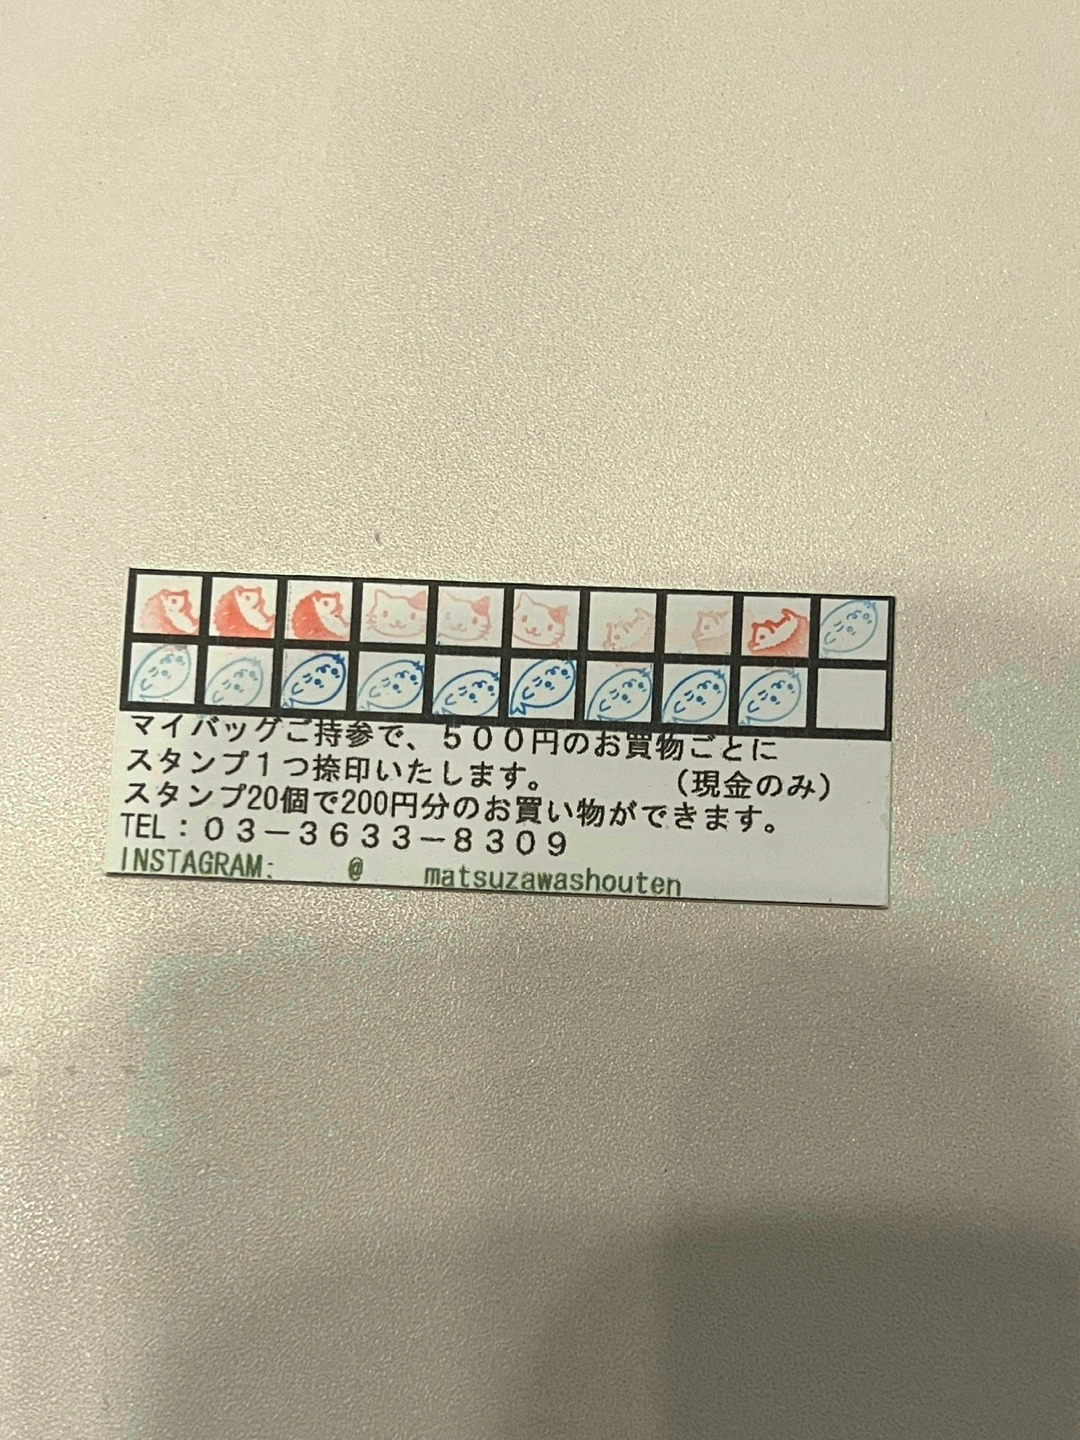 マイバッグご持参で、５００円のお買物ごとに
スタンプ１つ捺印いたします。　　　　（現金のみ）
スタンプ20個で200円分のお買い物ができます。
TEL：０３－３６３３－８３０９
INSTAGRAM:　　@　　matsuzawashouten